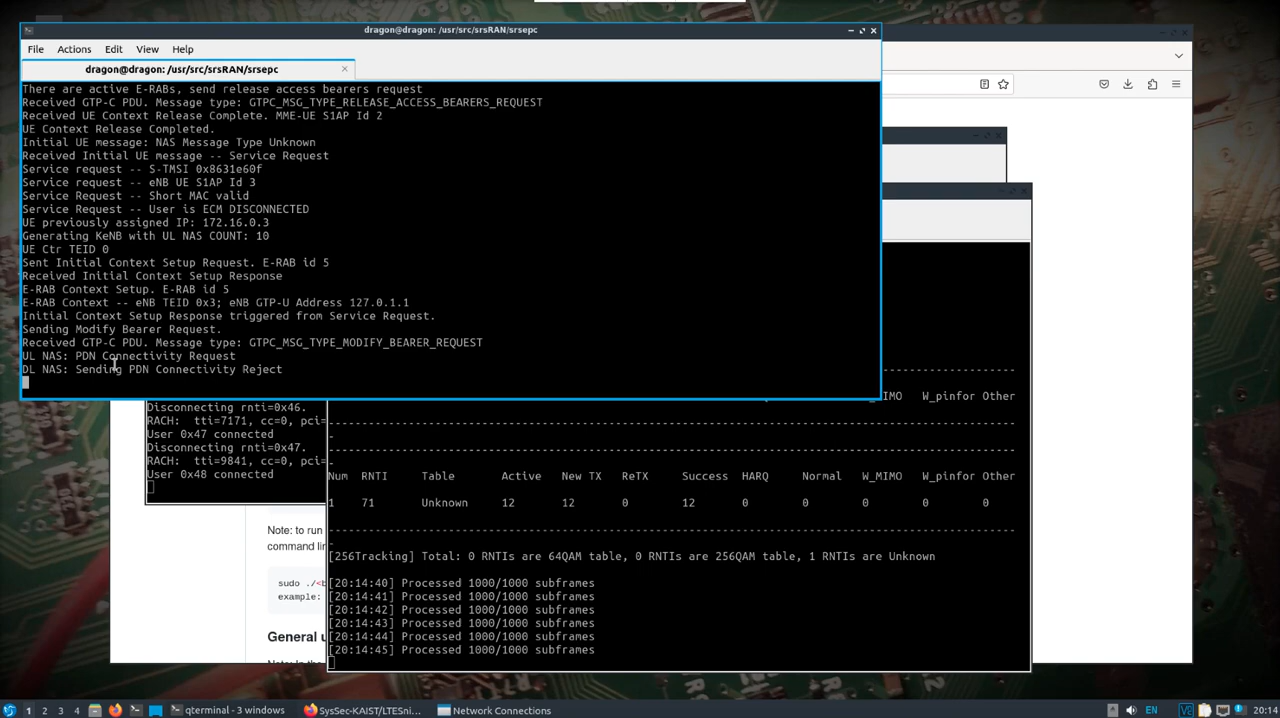 dragon@dragon: /usr/src/srsRAN/srsepc
File Actions Edit View Help
dragon@dragon: /usr/src/srsRAN/srsepc
There are active E-RABs, send release access bearers request
Received GTP-C PDU. Message type: GTPC_MSG_TYPE_RELEASE_ACCESS_BEARERS_REQUEST
Received UE Context Release Complete. MME-UE S1AP Id 2
UE Context Release Completed.
Initial UE message: NAS Message Type Unknown
Received Initial UE message -- Service Request
Service request -- S-TMSI 0x8631e60f
Service request -- eNB UE S1AP Id 3
Service Request -- Short MAC valid
Service Request -- User is ECM DISCONNECTED
UE previously assigned IP: 172.16.0.3
Generating KeNB with UL NAS COUNT: 10
UE Ctr TEID 0
Sent Initial Context Setup Request. E-RAB id 5
Received Initial Context Setup Response
E-RAB Context Setup. E-RAB id 5
E-RAB Context -- eNB TEID 0x3; eNB GTP-U Address 127.0.1.1
Initial Context Setup Response triggered from Service Request.
Sending Modify Bearer Request.
Received GTP-C PDU. Message type: GTPC_MSG_TYPE_MODIFY_BEARER_REQUEST
UL NAS: PDN Connectivity Request
DL NAS: Sending PDN Connectivity Reject
Disconnecting rnti=0x46.
RACH:  tti=7171, cc=0, pci=
User 0x47 connected
Disconnecting rnti=0x47.
RACH:  tti=9841, cc=0, pci=
User 0x48 connected
MIMO W_pinfor Other
Num RNTI Table Active New TX ReTX Success HARQ Normal W_MIMO W_pinfor Other
1 71 Unknown 12 12 0 12 0 0 0 0 0
[256Tracking] Total: 0 RNTIs are 64QAM table, 0 RNTIs are 256QAM table, 1 RNTIs are Unknown
[20:14:40] Processed 1000/1000 subframes
[20:14:41] Processed 1000/1000 subframes
[20:14:42] Processed 1000/1000 subframes
[20:14:43] Processed 1000/1000 subframes
[20:14:44] Processed 1000/1000 subframes
[20:14:45] Processed 1000/1000 subframes
Note: to run
command li
sudo ./<b
example:
General u
1 2 3 4 qterminal - 3 windows SysSec-KAIST/LTESni... Network Connections EN 20:14